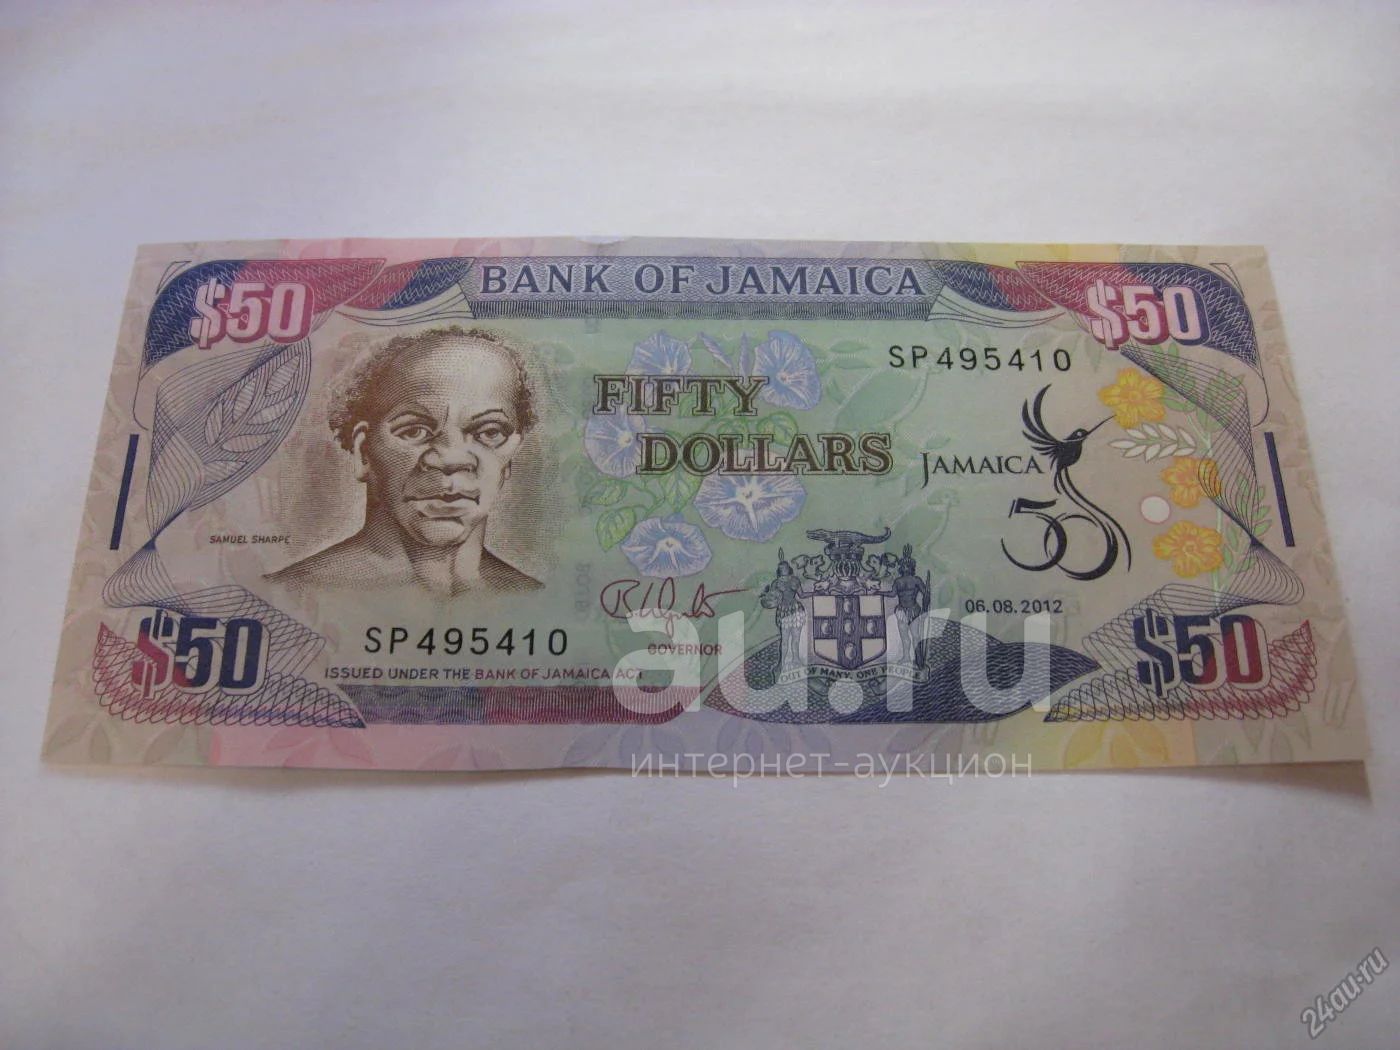 BANK OF JAMAICA
$50
$50
SP495410
FIFTY
DOLLARS
JAMAICA
50
SAMUEL SHARPE
06.08.2012
SP495410
GOVERNOR
ISSUED UNDER THE BANK OF JAMAICA ACT
OUT OF MANY, ONE PEOPLE
$50
$50
au.ru
интернет-аукцион
24au.ru